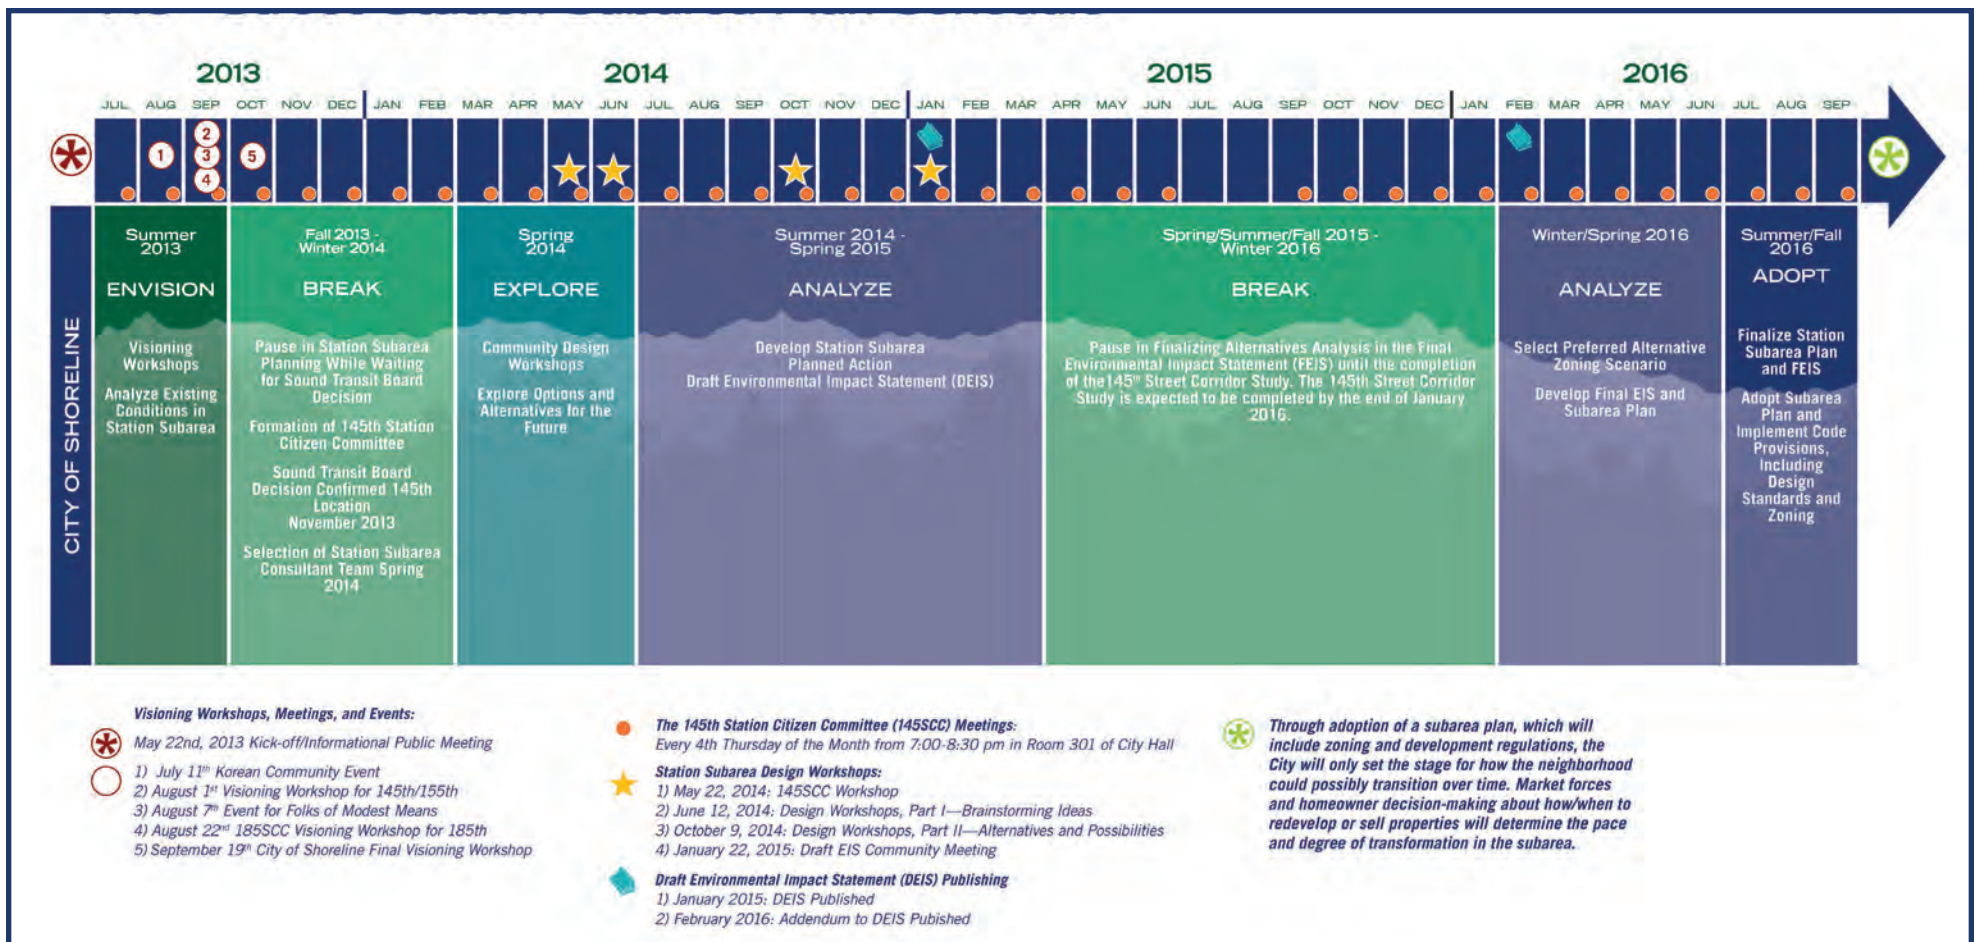 2013 2014 2015 2016
JUL AUG SEP OCT NOV DEC JAN FEB MAR APR MAY JUN JUL AUG SEP OCT NOV DEC JAN FEB MAR APR MAY JUN JUL AUG SEP OCT NOV DEC JAN FEB MAR APR MAY JUN JUL AUG SEP
1
2
3
4
5
CITY OF SHORELINE
Summer
2013
ENVISION
Visioning
Workshops
Analyze Existing
Conditions in
Station Subarea
Fall 2013 -
Winter 2014
BREAK
Pause in Station Subarea
Planning While Waiting
for Sound Transit Board
Decision
Formation of 145th Station
Citizen Committee
Sound Transit Board
Decision Confirmed 145th
Location
November 2013
Selection of Station Subarea
Consultant Team Spring
2014
Spring
2014
EXPLORE
Community Design
Workshops
Explore Options and
Alternatives for the
Future
Summer 2014 -
Spring 2015
ANALYZE
Develop Station Subarea
Planned Action
Draft Environmental Impact Statement (DEIS)
Spring/Summer/Fall 2015 -
Winter 2016
BREAK
Pause in Finalizing Alternatives Analysis in the Final
Environmental Impact Statement (FEIS) until the completion
of the 145th Street Corridor Study. The 145th Street Corridor
Study is expected to be completed by the end of January
2016.
Winter/Spring 2016
ANALYZE
Select Preferred Alternative
Zoning Scenario
Develop Final EIS and
Subarea Plan
Summer/Fall
2016
ADOPT
Finalize Station
Subarea Plan
and FEIS
Adopt Subarea
Plan and
Implement Code
Provisions,
Including
Design
Standards and
Zoning
Visioning Workshops, Meetings, and Events:
May 22nd, 2013 Kick-off/Informational Public Meeting
1) July 11th Korean Community Event
2) August 1st Visioning Workshop for 145th/155th
3) August 7th Event for Folks of Modest Means
4) August 22nd 185SCC Visioning Workshop for 185th
5) September 19th City of Shoreline Final Visioning Workshop
The 145th Station Citizen Committee (145SCC) Meetings:
Every 4th Thursday of the Month from 7:00-8:30 pm in Room 301 of City Hall
Station Subarea Design Workshops:
1) May 22, 2014: 145SCC Workshop
2) June 12, 2014: Design Workshops, Part I—Brainstorming Ideas
3) October 9, 2014: Design Workshops, Part II—Alternatives and Possibilities
4) January 22, 2015: Draft EIS Community Meeting
Draft Environmental Impact Statement (DEIS) Publishing
1) January 2015: DEIS Published
2) February 2016: Addendum to DEIS Pubished
Through adoption of a subarea plan, which will
include zoning and development regulations, the
City will only set the stage for how the neighborhood
could possibly transition over time. Market forces
and homeowner decision-making about how/when to
redevelop or sell properties will determine the pace
and degree of transformation in the subarea.